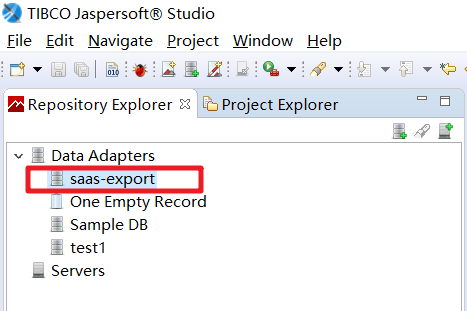 TIBCO Jaspersoft® Studio
File Edit Navigate Project Window Help
010
Repository Explorer Project Explorer
Data Adapters
saas-export
One Empty Record
Sample DB
test1
Servers